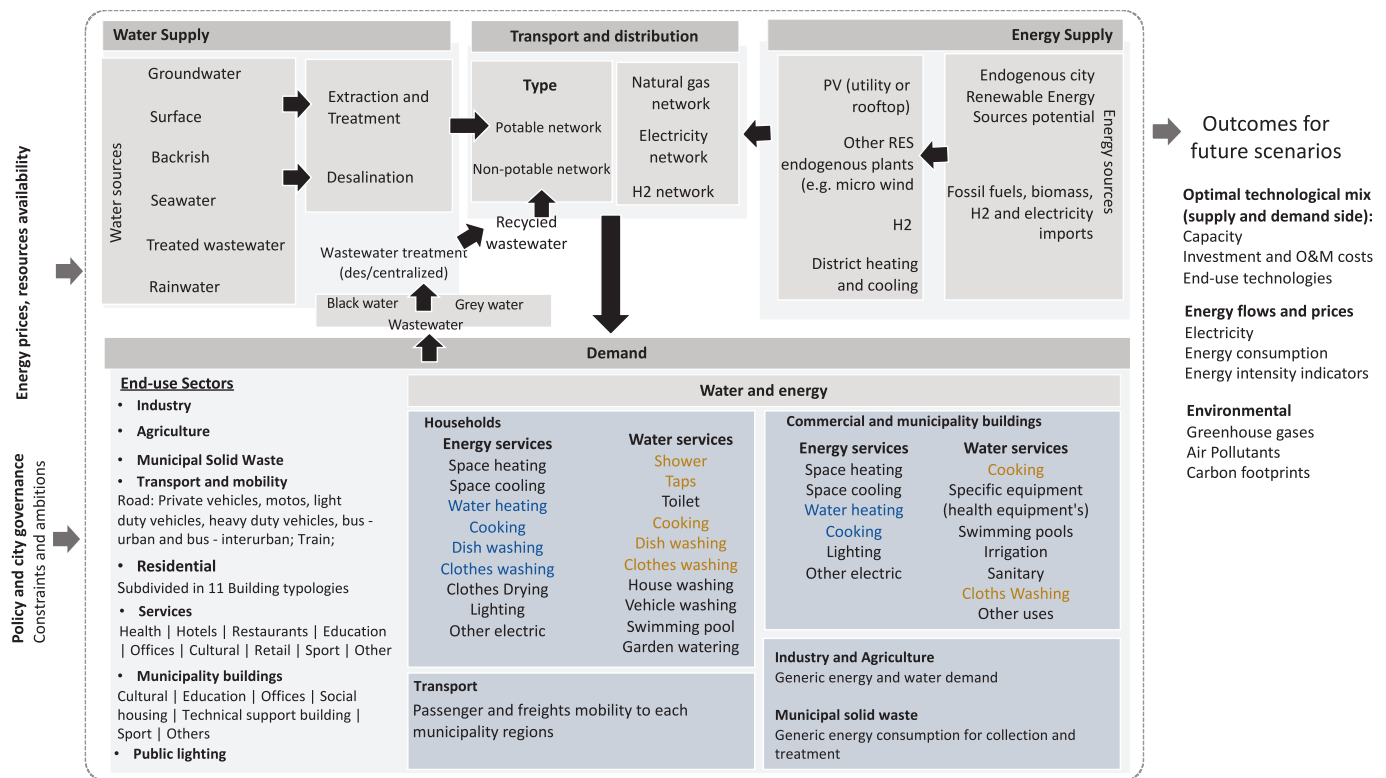 Energy prices, resources availability
Policy and city governance
Constraints and ambitions
Water Supply
Water sources
Groundwater
Surface
Backrish
Seawater
Treated wastewater
Rainwater
Extraction and
Treatment
Desalination
Transport and distribution
Type
Potable network
Non-potable network
Natural gas
network
Electricity
network
H2 network
Recycled
wastewater
Wastewater treatment
(des/centralized)
Black water
Grey water
Wastewater
Energy Supply
PV (utility or
rooftop)
Other RES
endogenous plants
(e.g. micro wind
H2
District heating
and cooling
Endogenous city
Renewable Energy
Sources potential
Fossil fuels, biomass,
H2 and electricity
imports
Energy sources
Demand
End-use Sectors
• Industry
• Agriculture
• Municipal Solid Waste
• Transport and mobility
Road: Private vehicles, motos, light
duty vehicles, heavy duty vehicles, bus -
urban and bus - interurban; Train;
• Residential
Subdivided in 11 Building typologies
• Services
Health | Hotels | Restaurants | Education
| Offices | Cultural | Retail | Sport | Other
• Municipality buildings
Cultural | Education | Offices | Social
housing | Technical support building |
Sport | Others
• Public lighting
Water and energy
Households
Energy services
Space heating
Space cooling
Water heating
Cooking
Dish washing
Clothes washing
Clothes Drying
Lighting
Other electric
Water services
Shower
Taps
Toilet
Cooking
Dish washing
Clothes washing
House washing
Vehicle washing
Swimming pool
Garden watering
Commercial and municipality buildings
Energy services
Space heating
Space cooling
Water heating
Cooking
Lighting
Other electric
Water services
Cooking
Specific equipment
(health equipment's)
Swimming pools
Irrigation
Sanitary
Cloths Washing
Other uses
Transport
Passenger and freights mobility to each
municipality regions
Industry and Agriculture
Generic energy and water demand
Municipal solid waste
Generic energy consumption for collection and
treatment
Outcomes for
future scenarios
Optimal technological mix
(supply and demand side):
Capacity
Investment and O&M costs
End-use technologies
Energy flows and prices
Electricity
Energy consumption
Energy intensity indicators
Environmental
Greenhouse gases
Air Pollutants
Carbon footprints